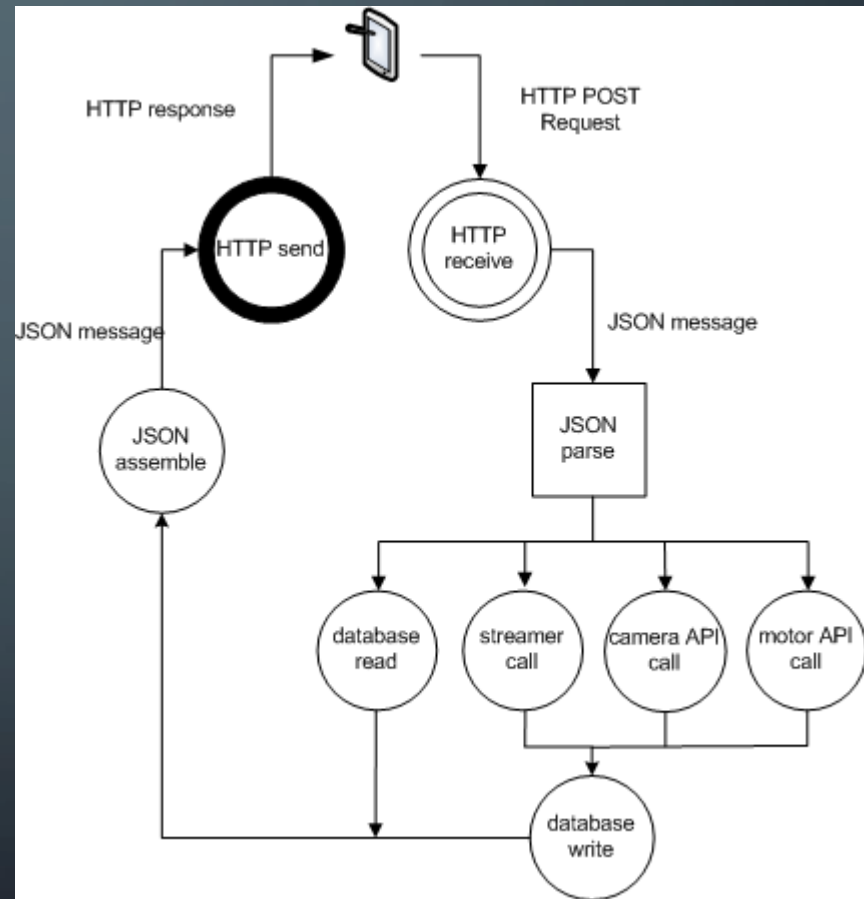 HTTP response
HTTP POST
Request
HTTP send
HTTP
receive
JSON message
JSON message
JSON
assemble
JSON
parse
database
read
streamer
call
camera API
call
motor API
call
database
write